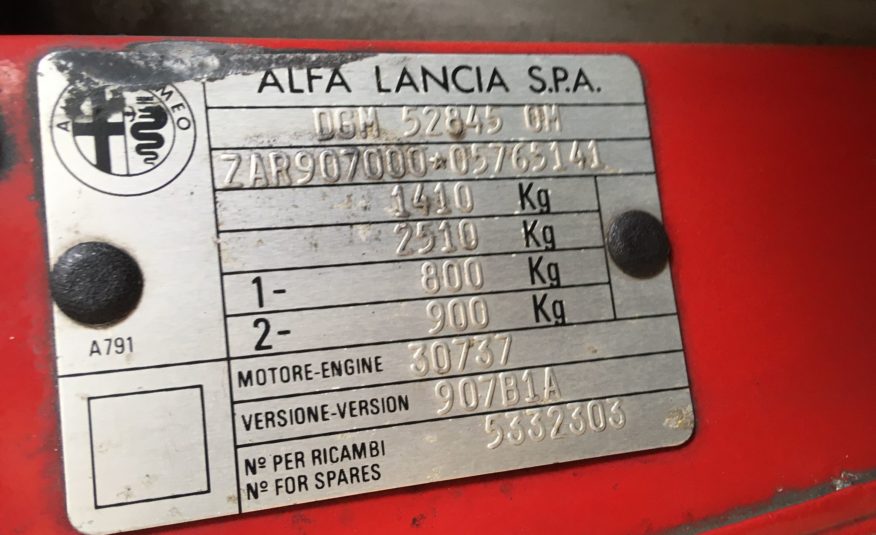 ALFA LANCIA S.P.A.
DGM 52845 OM
ZAR907000*05765141
1410 Kg
2510 Kg
1- 800 Kg
2- 900 Kg
A791
MOTORE-ENGINE 30737
VERSIONE-VERSION 907B1A
Nº PER RICAMBI 5332303
Nº FOR SPARES